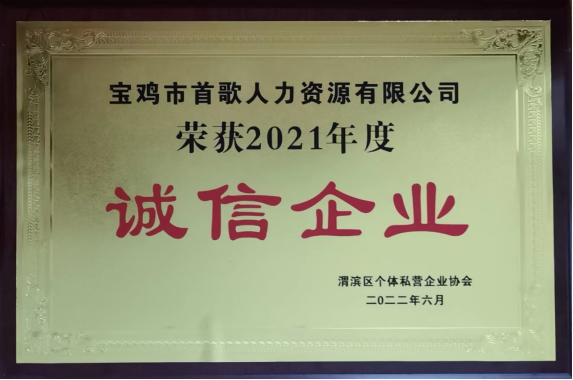 宝鸡市首歌人力资源有限公司
荣获2021年度
诚信企业
渭滨区个体私营企业协会
二〇二二年六月